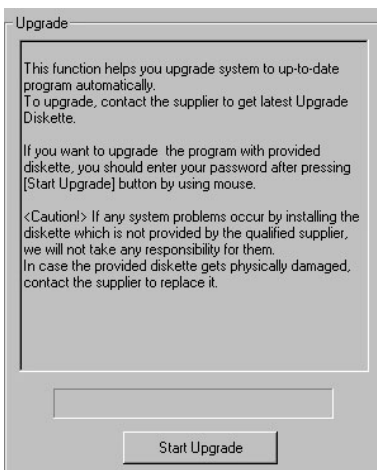 Upgrade
This function helps you upgrade system to up-to-date
program automatically.
To upgrade, contact the supplier to get latest Upgrade
Diskette.
If you want to upgrade  the program with provided
diskette, you should enter your password after pressing
[Start Upgrade] button by using mouse.
<Caution!> If any system problems occur by installing the
diskette which is not provided by the qualified supplier,
we will not take any responsibility for them.
In case the provided diskette gets physically damaged,
contact the supplier to replace it.
Start Upgrade